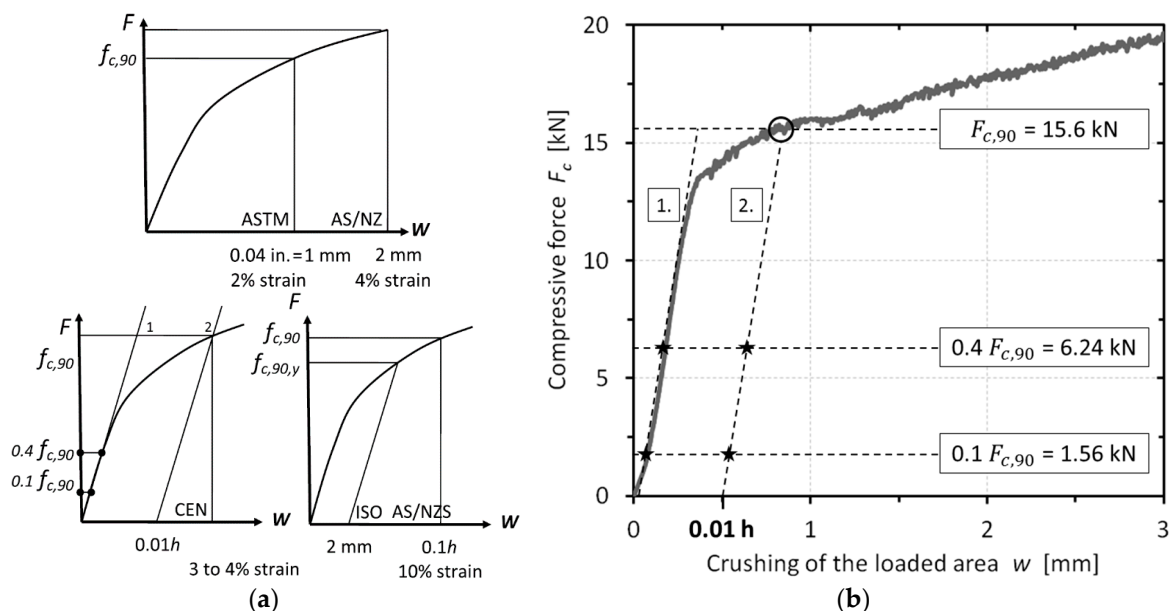 F
f_c,90
ASTM
AS/NZ
w
0.04 in.=1 mm
2 mm
2% strain
4% strain
F
1
2
f_c,90
0.4 f_c,90
0.1 f_c,90
CEN
w
0.01h
3 to 4% strain
F
f_c,90
f_c,90,y
ISO
AS/NZS
w
2 mm
0.1h
10% strain
(a)
Compressive force F_c [kN]
20
15
10
5
0
F_c,90 = 15.6 kN
1.
2.
0.4 F_c,90 = 6.24 kN
0.1 F_c,90 = 1.56 kN
0
0.01 h
1
2
3
Crushing of the loaded area w [mm]
(b)